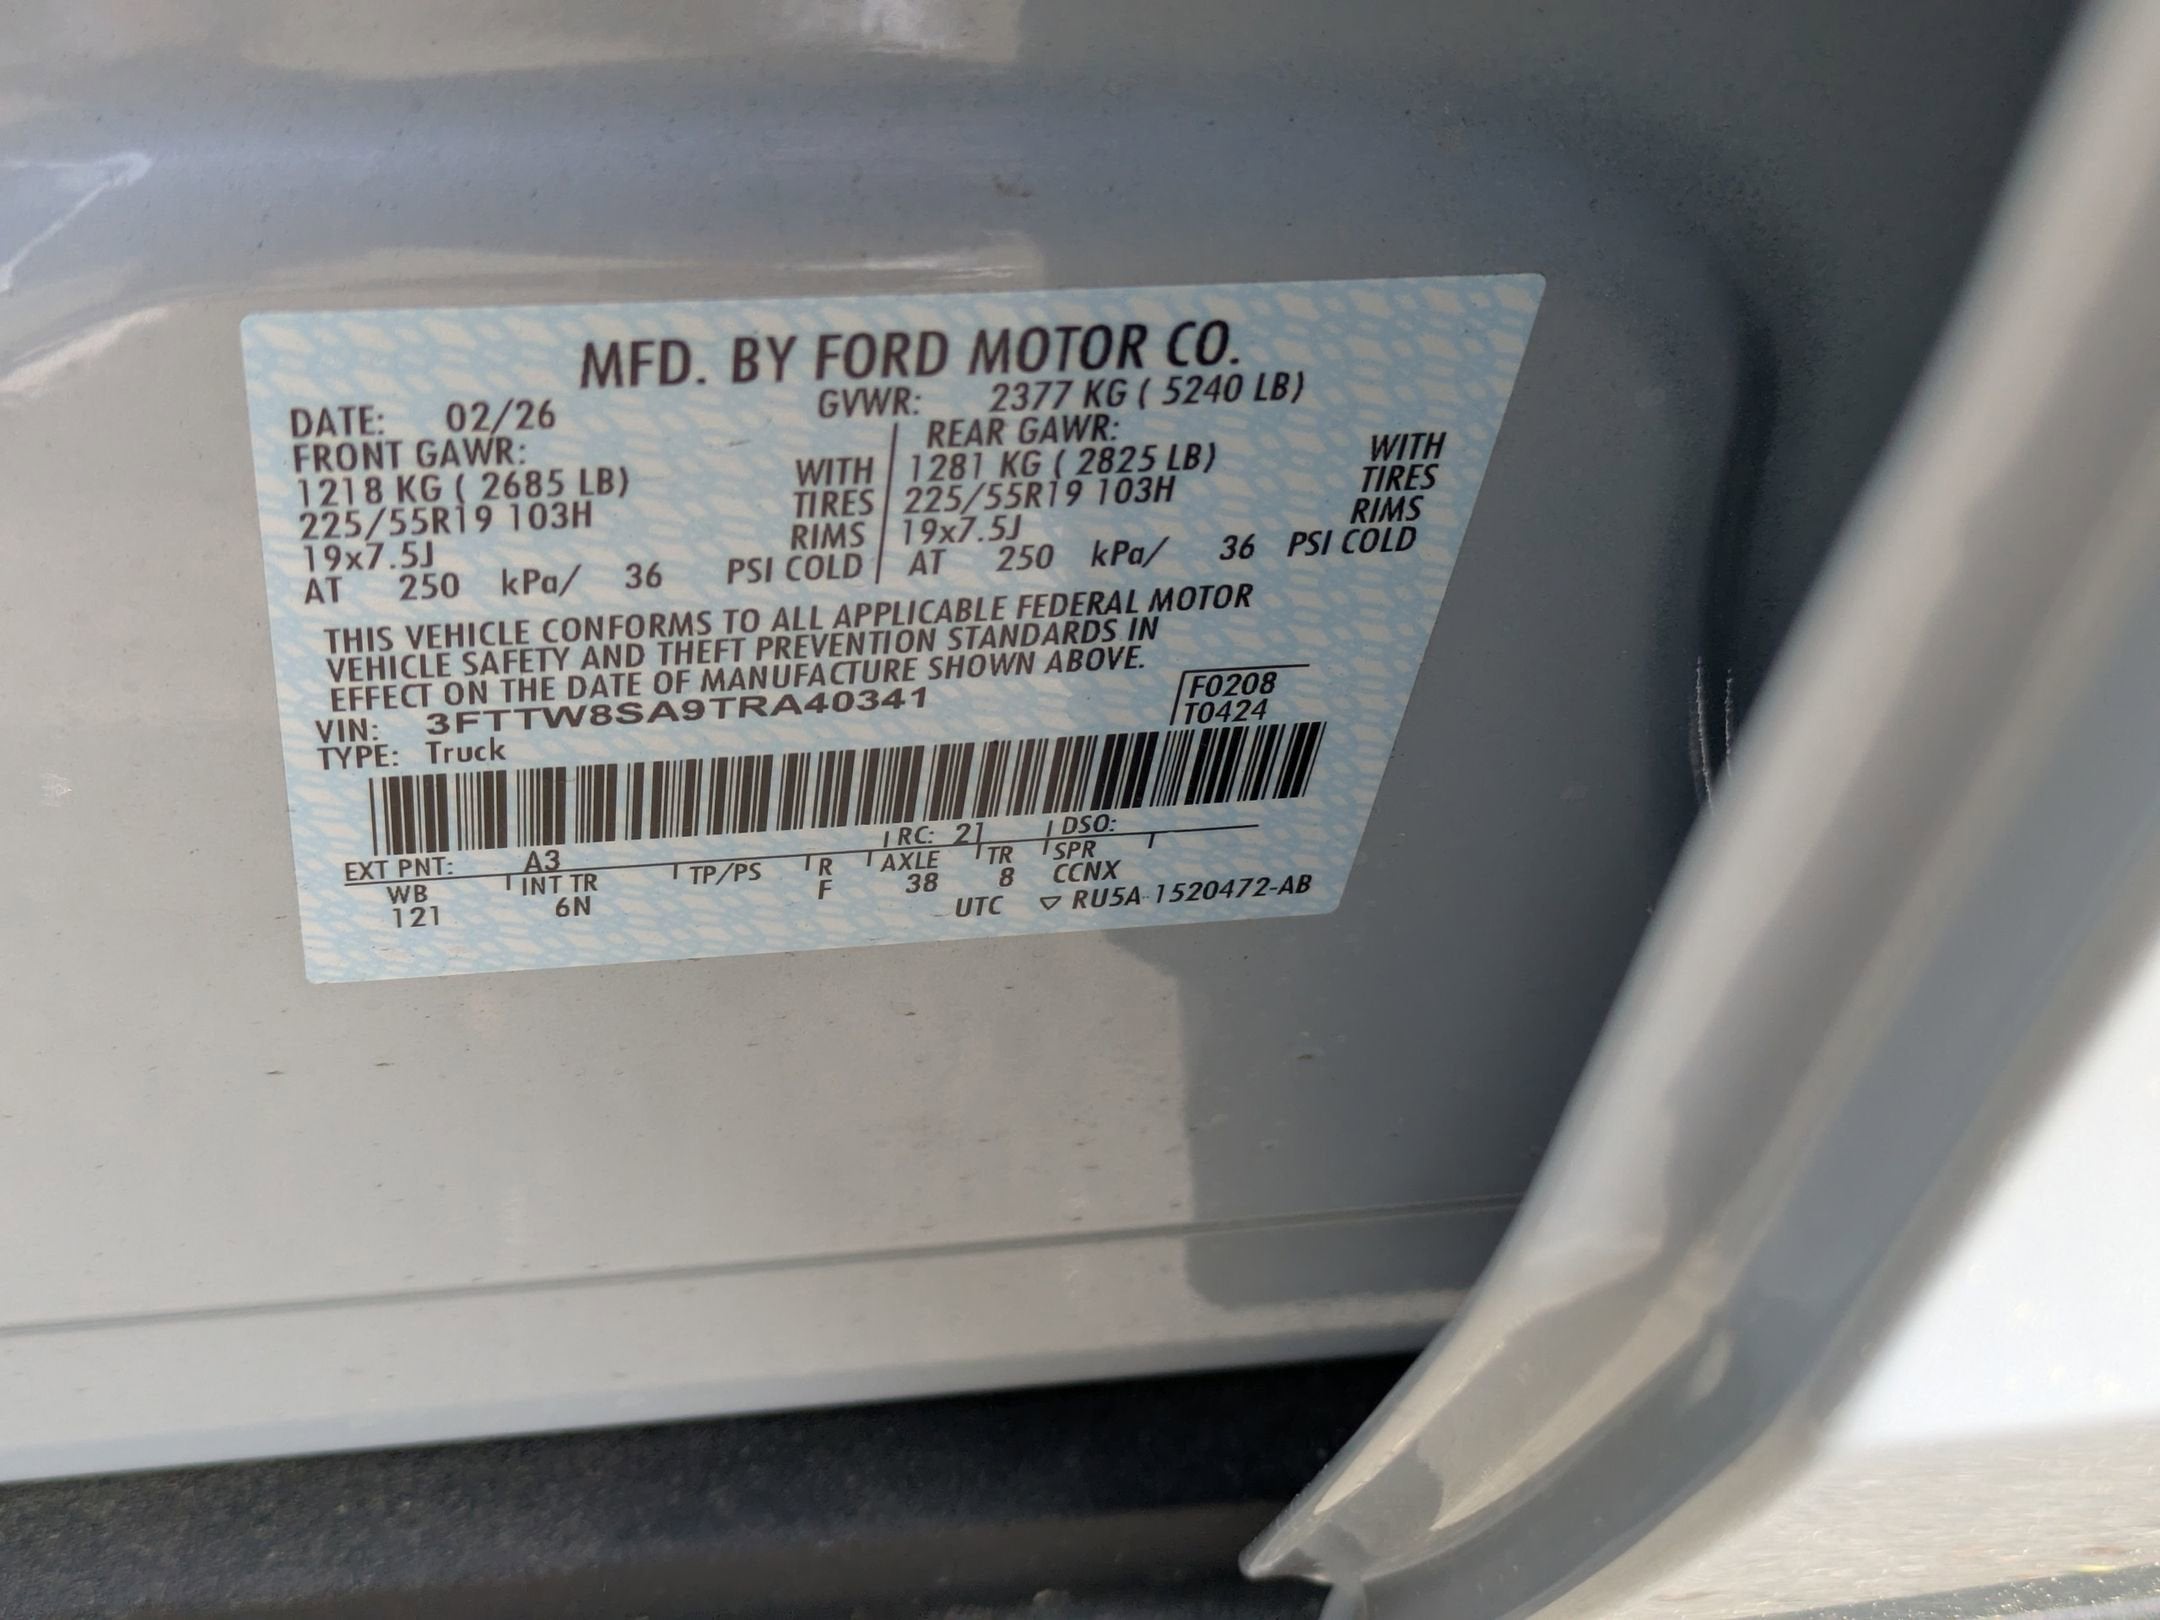 MFD. BY FORD MOTOR CO.
DATE: 02/26 GVWR: 2377 KG ( 5240 LB)
FRONT GAWR: REAR GAWR:
1218 KG ( 2685 LB) WITH 1281 KG ( 2825 LB) WITH
225/55R19 103H TIRES 225/55R19 103H TIRES
19x7.5J RIMS 19x7.5J RIMS
AT 250 kPa/ 36 PSI COLD AT 250 kPa/ 36 PSI COLD
THIS VEHICLE CONFORMS TO ALL APPLICABLE FEDERAL MOTOR
VEHICLE SAFETY AND THEFT PREVENTION STANDARDS IN
EFFECT ON THE DATE OF MANUFACTURE SHOWN ABOVE.
VIN: 3FTTW8SA9TRA40341 F0208
TYPE: Truck T0424
EXT PNT: A3 RC: 21 DSO:
WB INT TR TP/PS R AXLE TR SPR
121 6N F 38 8 CCNX
UTC ▽ RU5A-1520472-AB